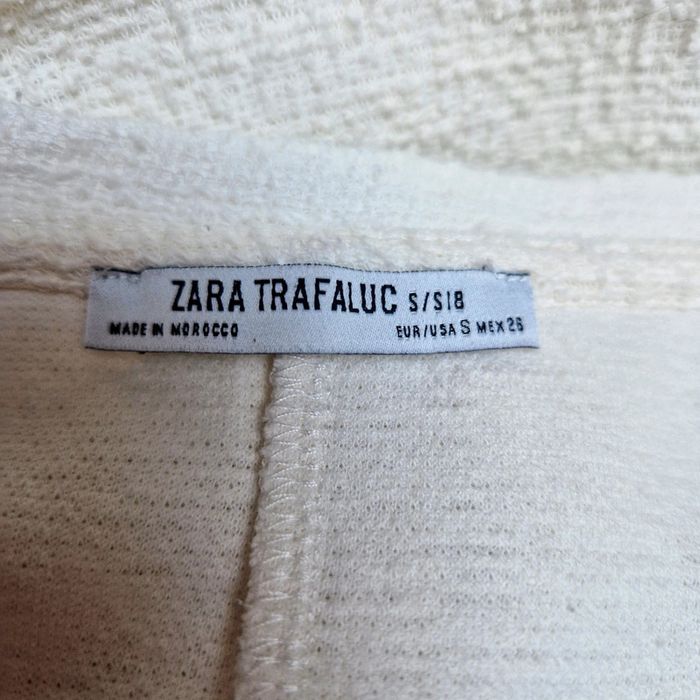 ZARA TRAFALUC S/S18
MADE IN MOROCCO EUR/USA S MEX 26